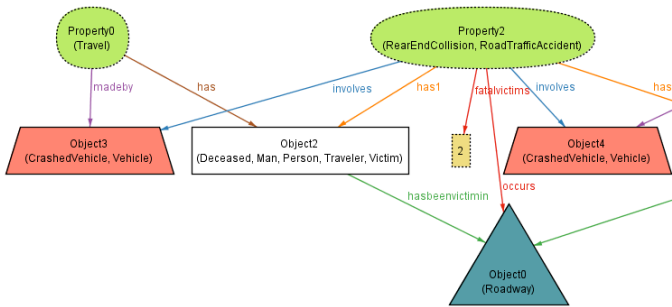 Property0
(Travel)
Property2
(RearEndCollision, RoadTrafficAccident)
madeby
has
involves
has1
fatalvictims
involves
has
Object3
(CrashedVehicle, Vehicle)
Object2
(Deceased, Man, Person, Traveler, Victim)
2
Object4
(CrashedVehicle, Vehicle)
hasbeenvictimin
occurs
Object0
(Roadway)